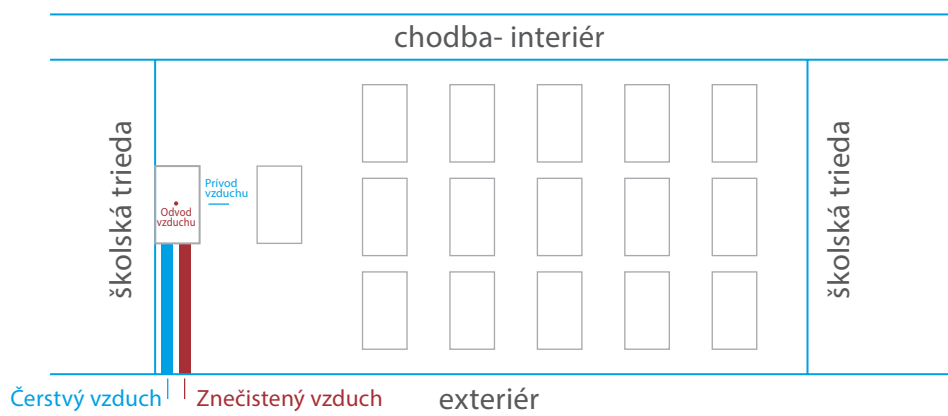 chodba- interiér
školská trieda
Prívod
vzduchu
Odvod
vzduchu
školská trieda
Čerstvý vzduch
Znečistený vzduch
exteriér